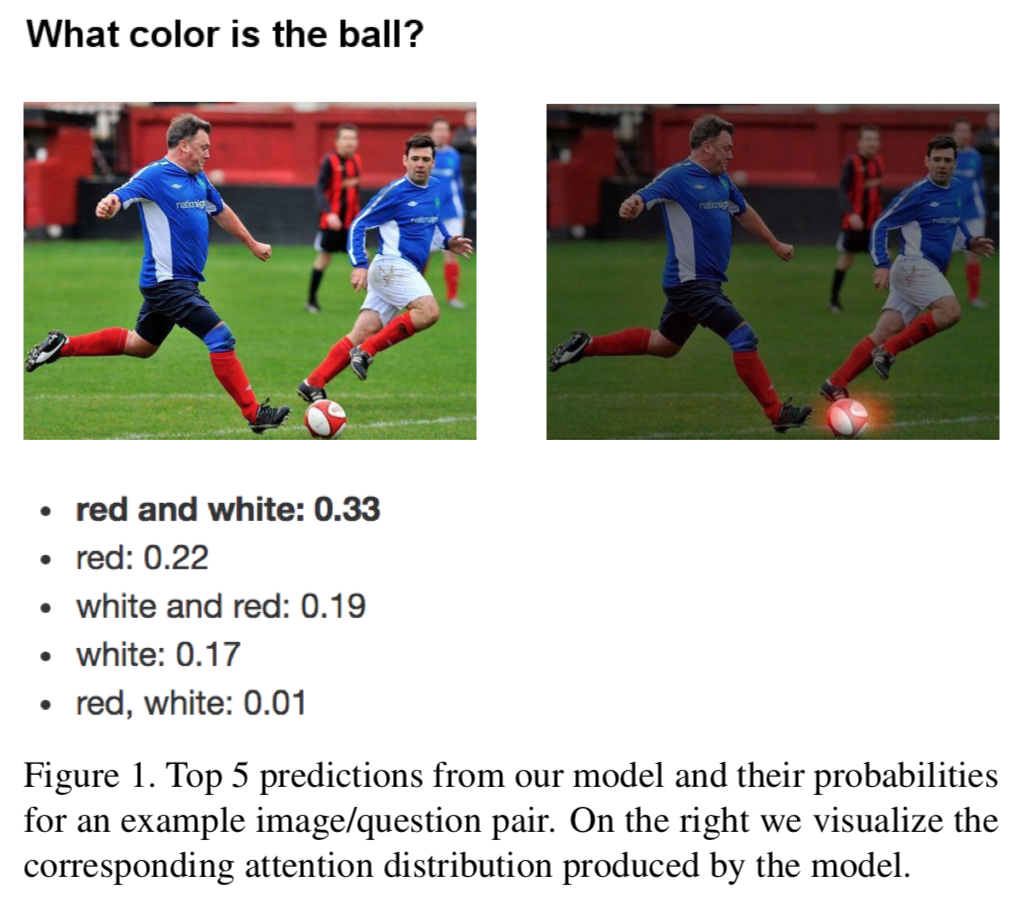 What color is the ball?
red and white: 0.33
red: 0.22
white and red: 0.19
white: 0.17
red, white: 0.01
Figure 1. Top 5 predictions from our model and their probabilities
for an example image/question pair. On the right we visualize the
corresponding attention distribution produced by the model.